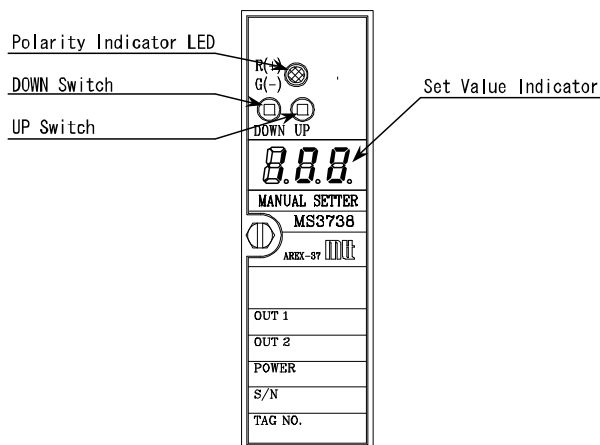 Polarity Indicator LED
R(+)
G(−)
DOWN Switch
Set Value Indicator
UP Switch
DOWN UP
8.8.8.
MANUAL SETTER
MS3738
AREX-37 mtt
OUT 1
OUT 2
POWER
S/N
TAG NO.